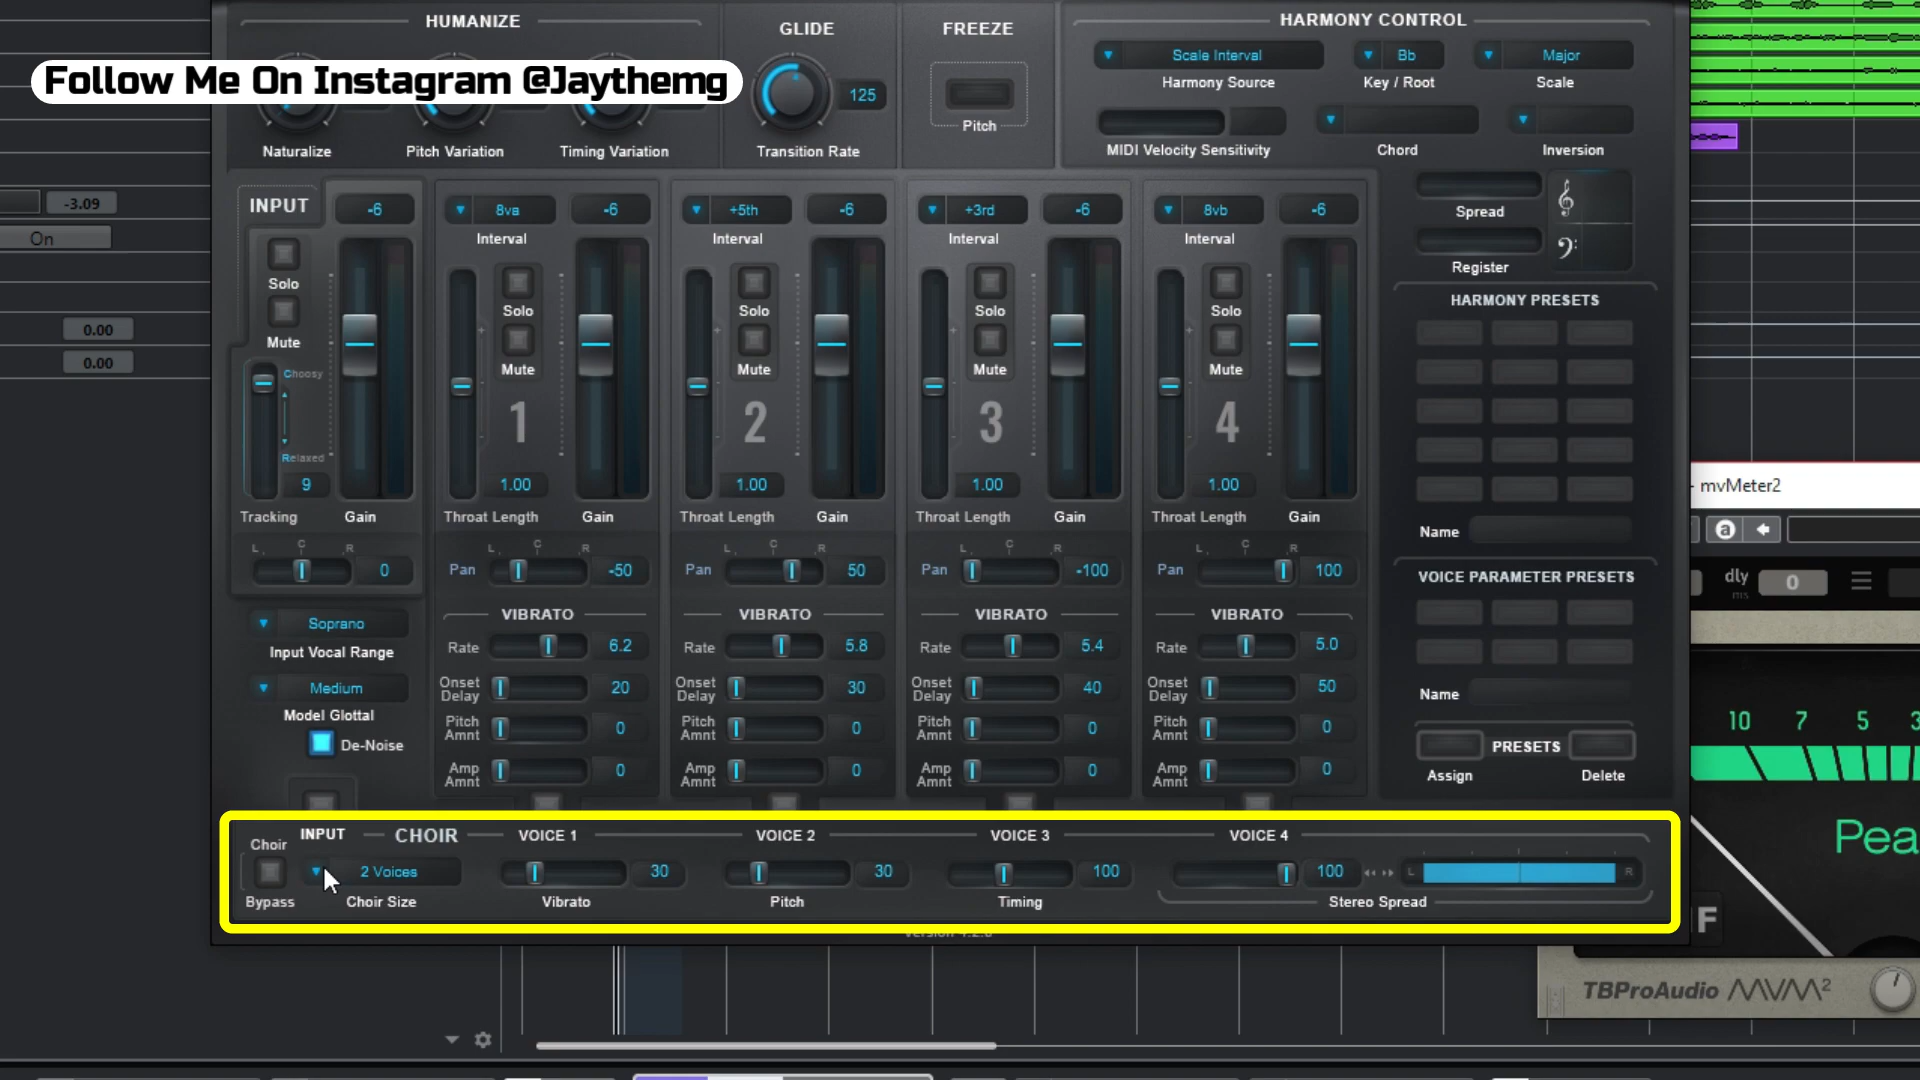 HUMANIZE
GLIDE
FREEZE
HARMONY CONTROL
Follow Me On Instagram @Jaythemg
125
Scale Interval
Bb
Major
Harmony Source
Key / Root
Scale
Pitch
Naturalize
Pitch Variation
Timing Variation
Transition Rate
MIDI Velocity Sensitivity
Chord
Inversion
-3.09
On
0.00
0.00
INPUT
-6
8va
-6
+5th
-6
+3rd
-6
8vb
-6
Interval
Interval
Interval
Interval
Spread
Register
Solo
Mute
Solo
Mute
Solo
Mute
Solo
Mute
Solo
Mute
Choosy
Relaxed
1
2
3
4
9
1.00
1.00
1.00
1.00
Tracking
Gain
Throat Length
Gain
Throat Length
Gain
Throat Length
Gain
Throat Length
Gain
HARMONY PRESETS
Name
L C R
0
L C R
Pan
-50
L C R
Pan
50
L C R
Pan
-100
L C R
Pan
100
VOICE PARAMETER PRESETS
Name
PRESETS
Assign
Delete
Soprano
Input Vocal Range
Medium
Model Glottal
De-Noise
VIBRATO
Rate 6.2
Onset Delay 20
Pitch Amnt 0
Amp Amnt 0
VIBRATO
Rate 5.8
Onset Delay 30
Pitch Amnt 0
Amp Amnt 0
VIBRATO
Rate 5.4
Onset Delay 40
Pitch Amnt 0
Amp Amnt 0
VIBRATO
Rate 5.0
Onset Delay 50
Pitch Amnt 0
Amp Amnt 0
INPUT
CHOIR
VOICE 1
VOICE 2
VOICE 3
VOICE 4
Choir
Bypass
2 Voices
Choir Size
30
Vibrato
30
Pitch
100
Timing
100
L
R
Stereo Spread
- mvMeter2
a
dly
ms
0
10 7 5 3
Pea
F
TBProAudio MVM2